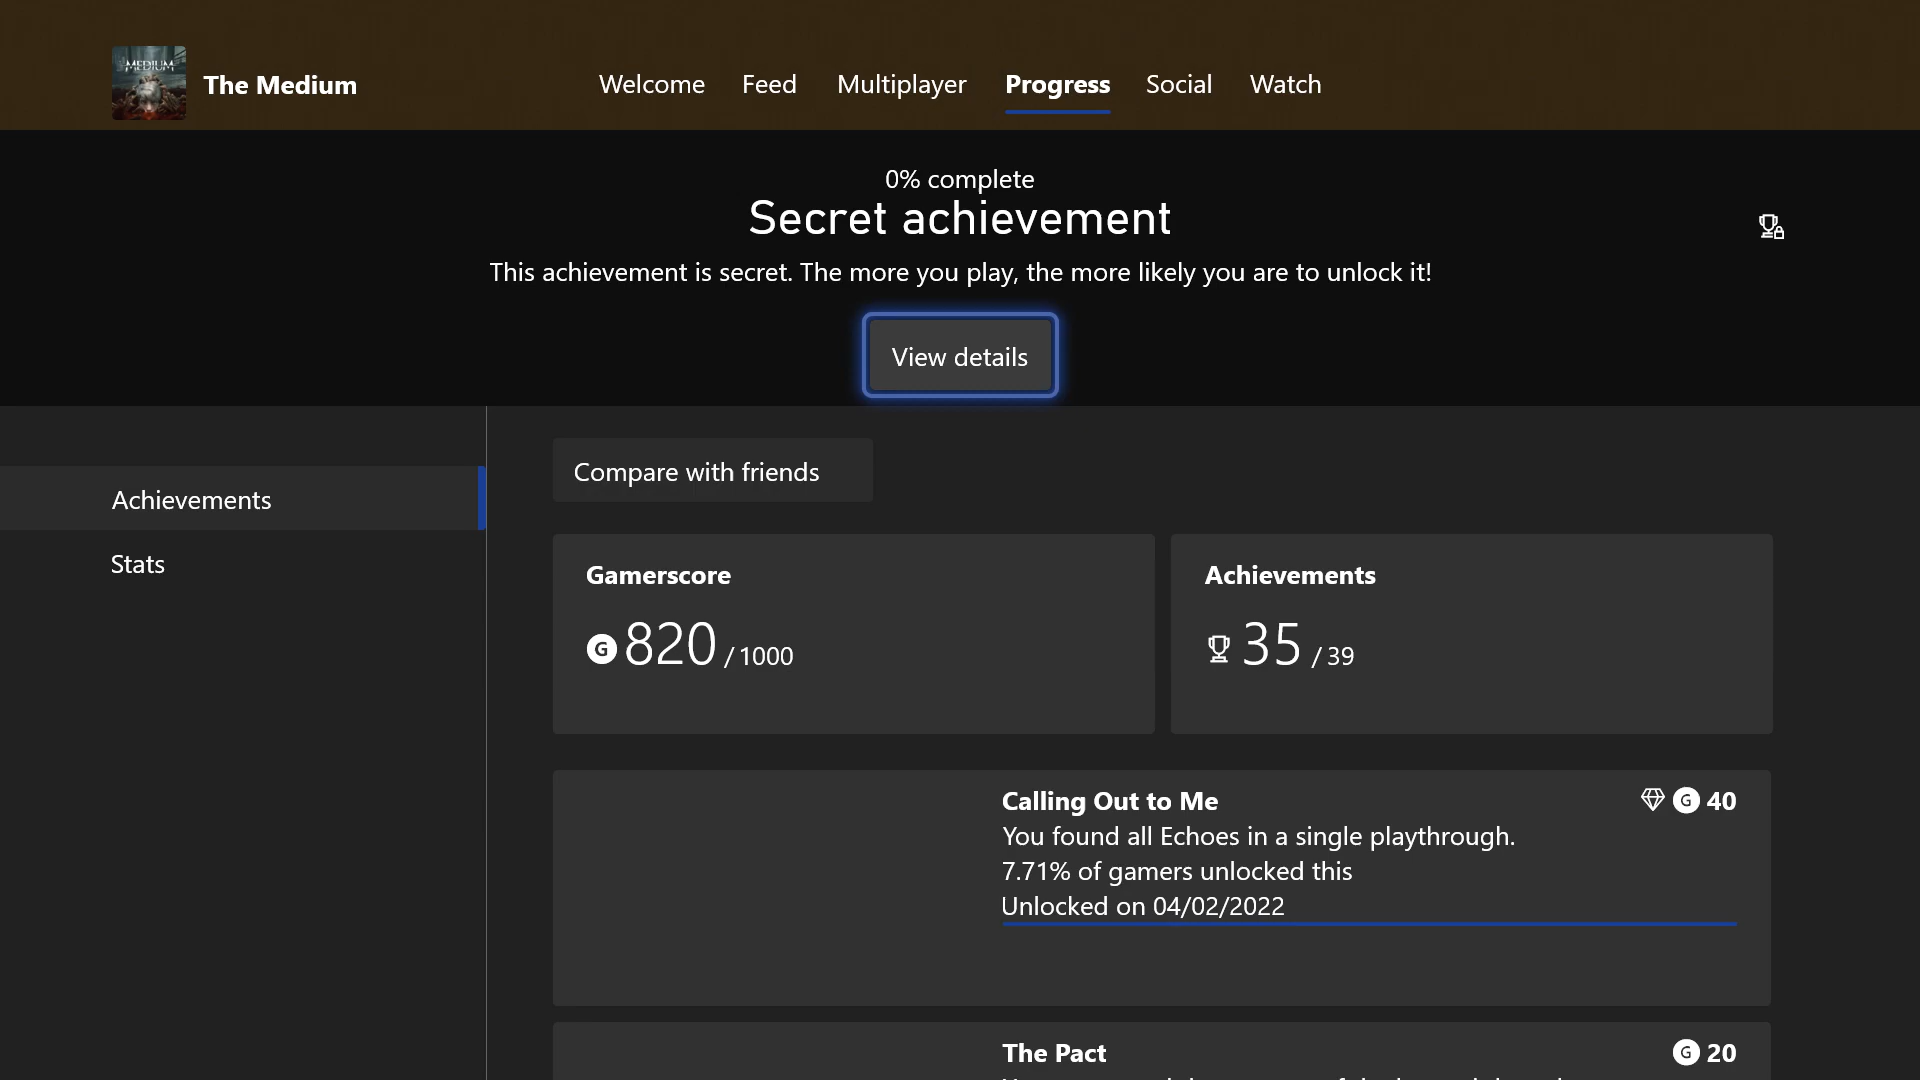 MEDIUM
The Medium
Welcome Feed Multiplayer Progress Social Watch
0% complete
Secret achievement
This achievement is secret. The more you play, the more likely you are to unlock it!
View details
Achievements
Stats
Compare with friends
Gamerscore
G 820 / 1000
Achievements
35 / 39
Calling Out to Me
G 40
You found all Echoes in a single playthrough.
7.71% of gamers unlocked this
Unlocked on 04/02/2022
The Pact
G 20